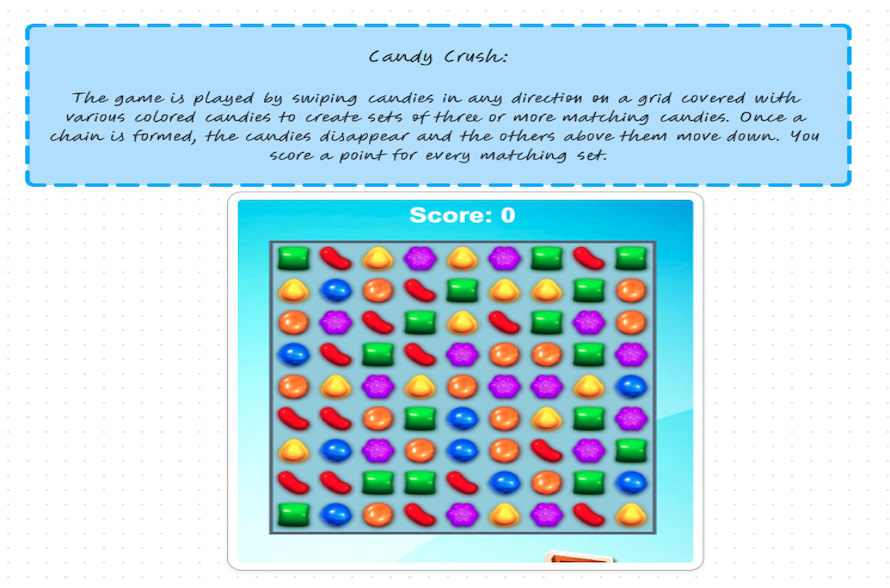 Candy Crush:
The game is played by swiping candies in any direction on a grid covered with
various colored candies to create sets of three or more matching candies. Once a
chain is formed, the candies disappear and the others above them move down. You
score a point for every matching set.
Score: 0